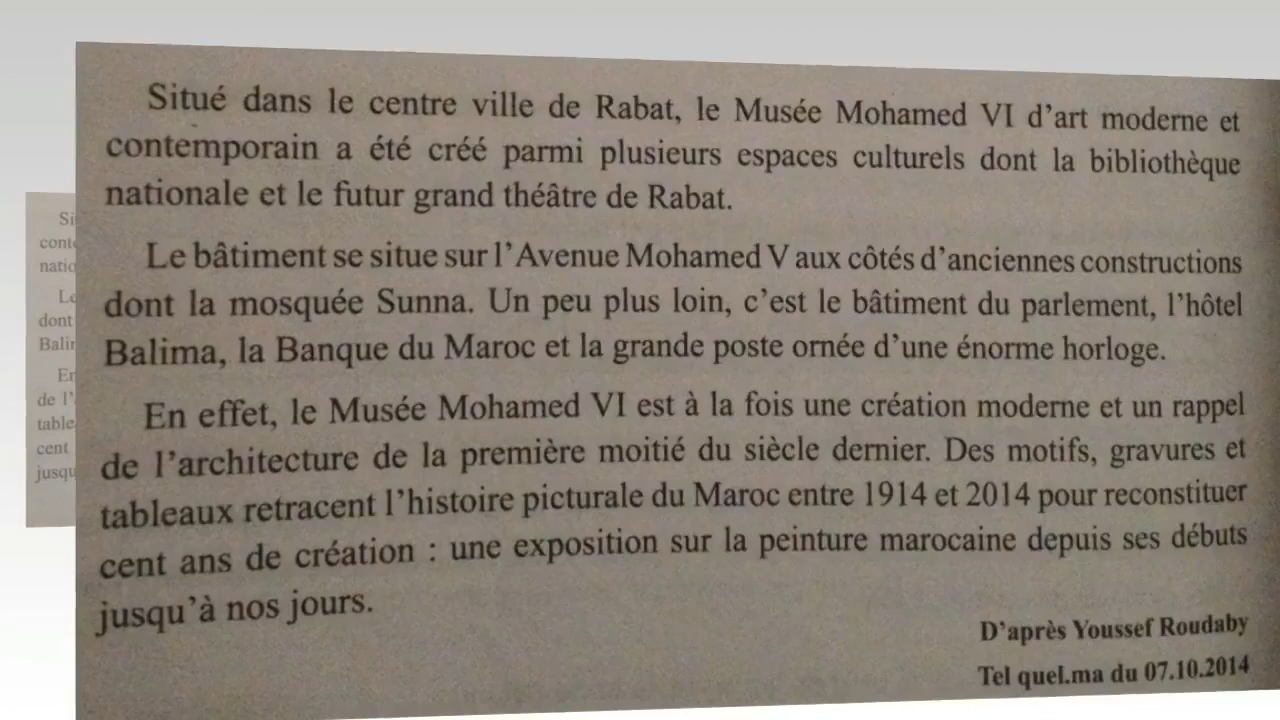 Situé dans le centre ville de Rabat, le Musée Mohamed VI d'art moderne et
contemporain a été créé parmi plusieurs espaces culturels dont la bibliothèque
nationale et le futur grand théâtre de Rabat.
Le bâtiment se situe sur l'Avenue Mohamed V aux côtés d'anciennes constructions
dont la mosquée Sunna. Un peu plus loin, c'est le bâtiment du parlement, l'hôtel
Balima, la Banque du Maroc et la grande poste ornée d'une énorme horloge.
En effet, le Musée Mohamed VI est à la fois une création moderne et un rappel
de l'architecture de la première moitié du siècle dernier. Des motifs, gravures et
tableaux retracent l'histoire picturale du Maroc entre 1914 et 2014 pour reconstituer
cent ans de création : une exposition sur la peinture marocaine depuis ses débuts
jusqu'à nos jours.
D'après Youssef Roudaby
Tel quel.ma du 07.10.2014